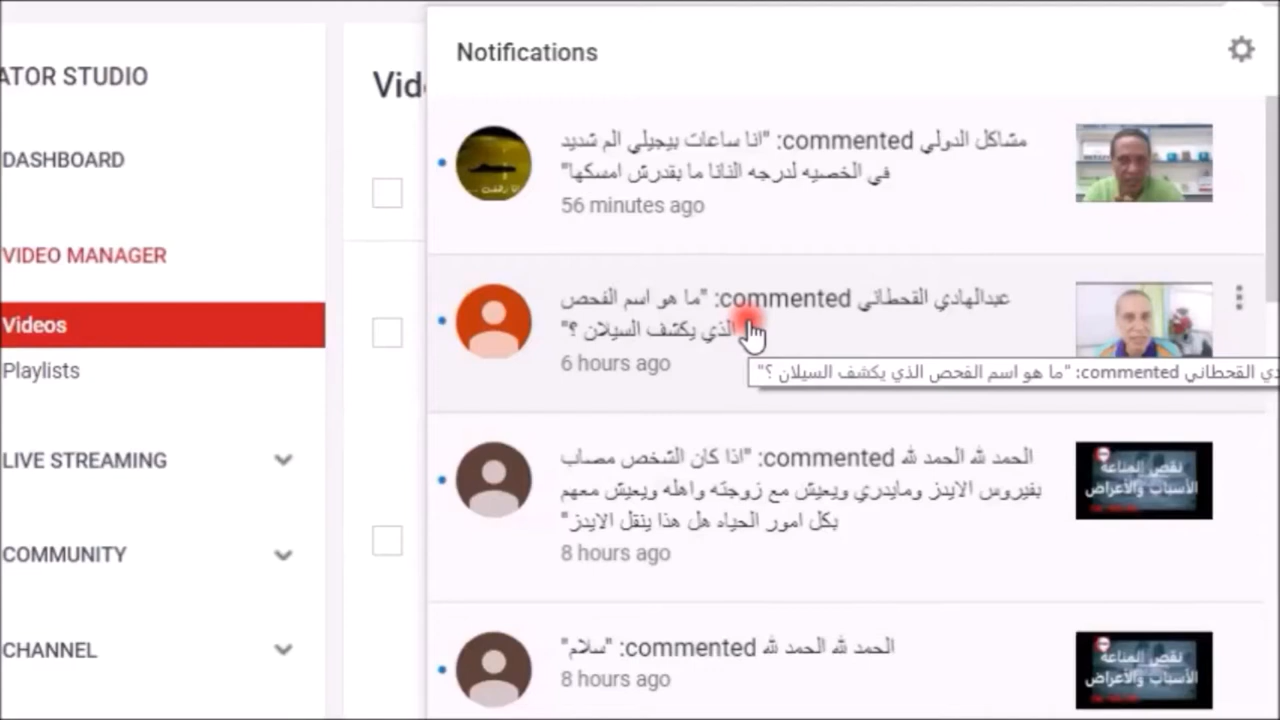 ATOR STUDIO
DASHBOARD
VIDEO MANAGER
Videos
Playlists
LIVE STREAMING
COMMUNITY
CHANNEL
Vid
Notifications
مشاكل الدولي commented: "انا ساعات بيجيلي الم شديد
في الخصيه لدرجه النانا ما بقدرش امسكها"
56 minutes ago
عبدالهادي القحطاني commented: "ما هو اسم الفحص
الذي يكشف السيلان ؟"
6 hours ago
دي القحطاني commented: "ما هو اسم الفحص الذي يكشف السيلان ؟"
الحمد لله الحمد لله commented: "اذا كان الشخص مصاب
بفيروس الايدز ومايدري ويعيش مع زوجته واهله ويعيش معهم
بكل امور الحياه هل هذا ينقل الايدز"
8 hours ago
نقص المناعة
الأسباب والأعراض
الحمد لله الحمد لله commented: "سلام"
8 hours ago
نقص المناعة
الأسباب والأعراض